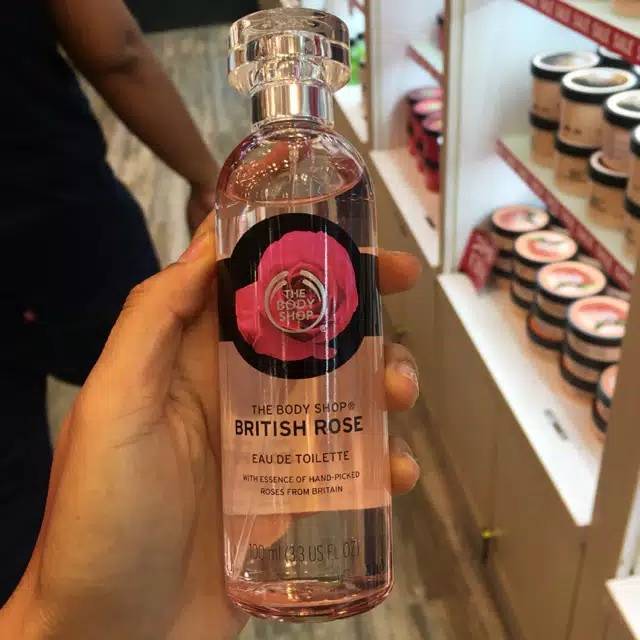 THE
BODY
SHOP
THE BODY SHOP®
BRITISH ROSE
EAU DE TOILETTE
WITH ESSENCE OF HAND-PICKED
ROSES FROM BRITAIN
100 ml (3.3 US FL OZ)